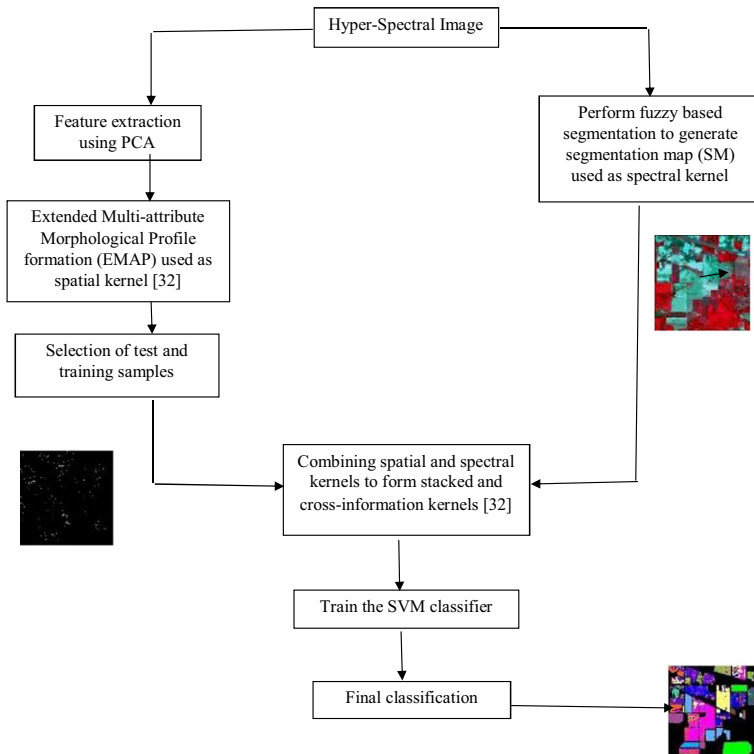 Hyper-Spectral Image
Feature extraction
using PCA
Perform fuzzy based
segmentation to generate
segmentation map (SM)
used as spectral kernel
Extended Multi-attribute
Morphological Profile
formation (EMAP) used as
spatial kernel [32]
Selection of test and
training samples
Combining spatial and spectral
kernels to form stacked and
cross-information kernels [32]
Train the SVM classifier
Final classification